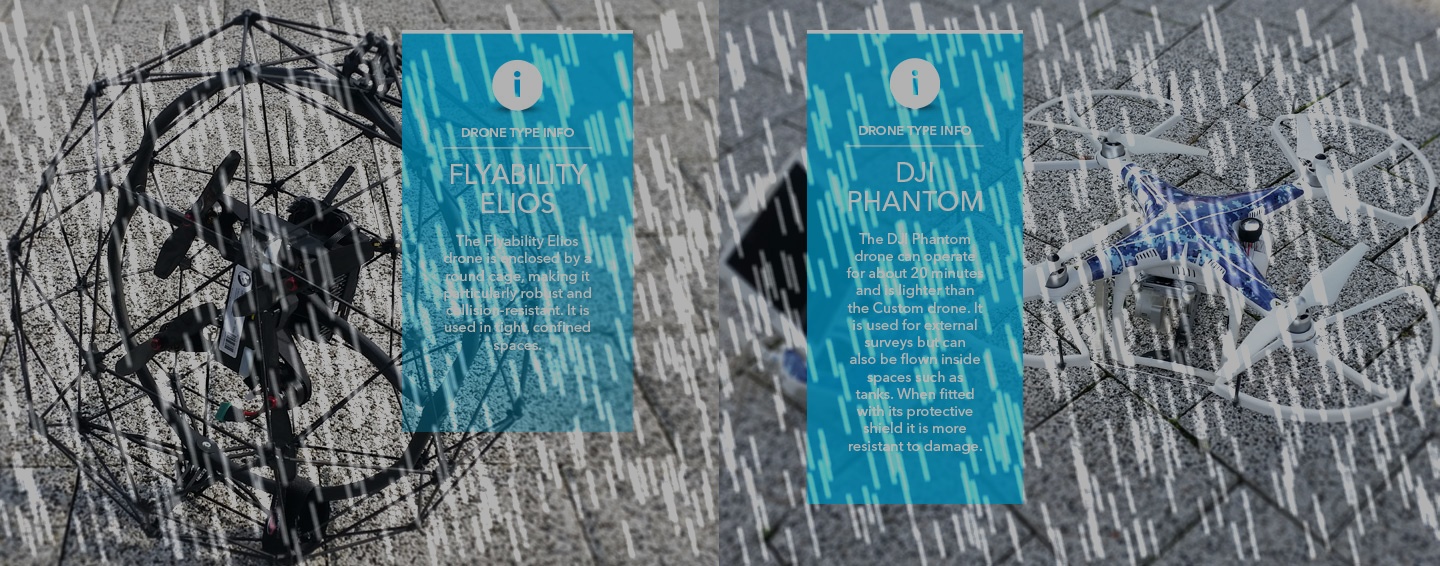 i
DRONE TYPE INFO
FLYABILITY
ELIOS
The Flyability Elios
drone is enclosed by a
round cage, making it
particularly robust and
collision-resistant. It is
used in tight, confined
spaces.
i
DRONE TYPE INFO
DJI
PHANTOM
The DJI Phantom
drone can operate
for about 20 minutes
and is lighter than
the Custom drone. It
is used for external
surveys but can
also be flown inside
spaces such as
tanks. When fitted
with its protective
shield it is more
resistant to damage.